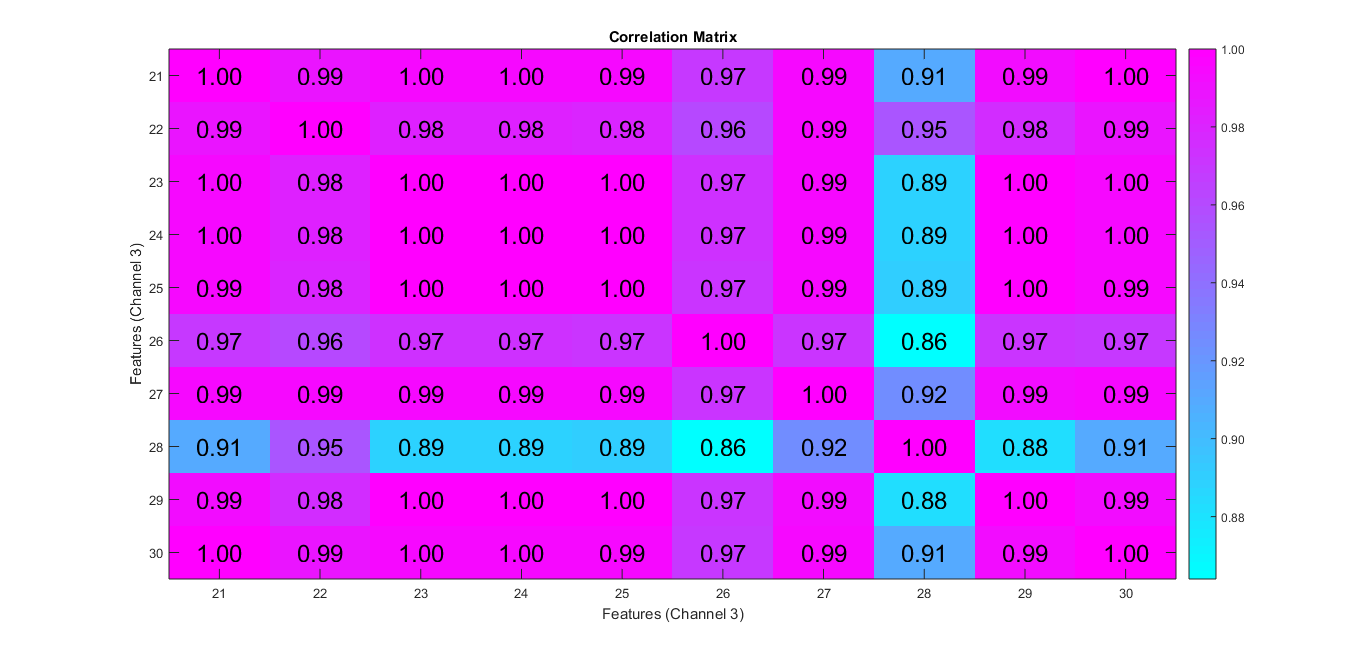 Correlation Matrix
21 1.00 0.99 1.00 1.00 0.99 0.97 0.99 0.91 0.99 1.00
22 0.99 1.00 0.98 0.98 0.98 0.96 0.99 0.95 0.98 0.99
23 1.00 0.98 1.00 1.00 1.00 0.97 0.99 0.89 1.00 1.00
24 1.00 0.98 1.00 1.00 1.00 0.97 0.99 0.89 1.00 1.00
25 0.99 0.98 1.00 1.00 1.00 0.97 0.99 0.89 1.00 0.99
26 0.97 0.96 0.97 0.97 0.97 1.00 0.97 0.86 0.97 0.97
27 0.99 0.99 0.99 0.99 0.99 0.97 1.00 0.92 0.99 0.99
28 0.91 0.95 0.89 0.89 0.89 0.86 0.92 1.00 0.88 0.91
29 0.99 0.98 1.00 1.00 1.00 0.97 0.99 0.88 1.00 0.99
30 1.00 0.99 1.00 1.00 0.99 0.97 0.99 0.91 0.99 1.00
21 22 23 24 25 26 27 28 29 30
Features (Channel 3)
Features (Channel 3)
1.00
0.98
0.96
0.94
0.92
0.90
0.88